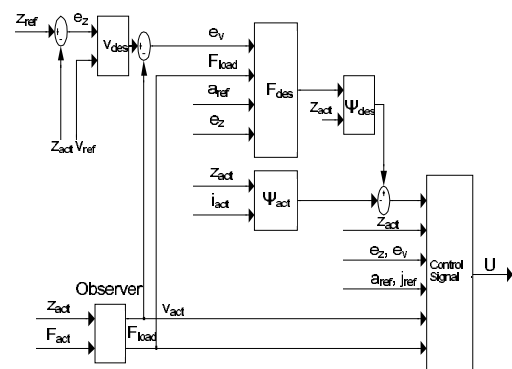 z_ref
e_z
v_des
e_v
F_load
a_ref
e_z
F_des
z_act v_ref
z_act
Ψ_des
z_act
i_act
Ψ_act
z_act
e_z, e_v
a_ref, j_ref
Control
Signal
U
Observer
z_act
v_act
F_act
F_load